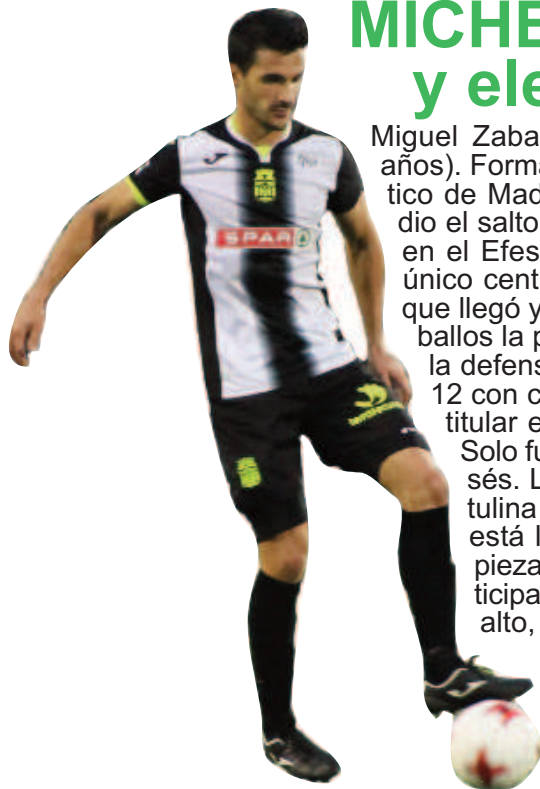 MICHE
y ele
Miguel Zaba
años). Forma
tico de Mad
dio el salto
en el Efes
único cent
que llegó y
ballos la p
la defens
12 con c
titular e
Solo fu
sés. L
tulina
está l
pieza
ticipa
alto,
SPAR